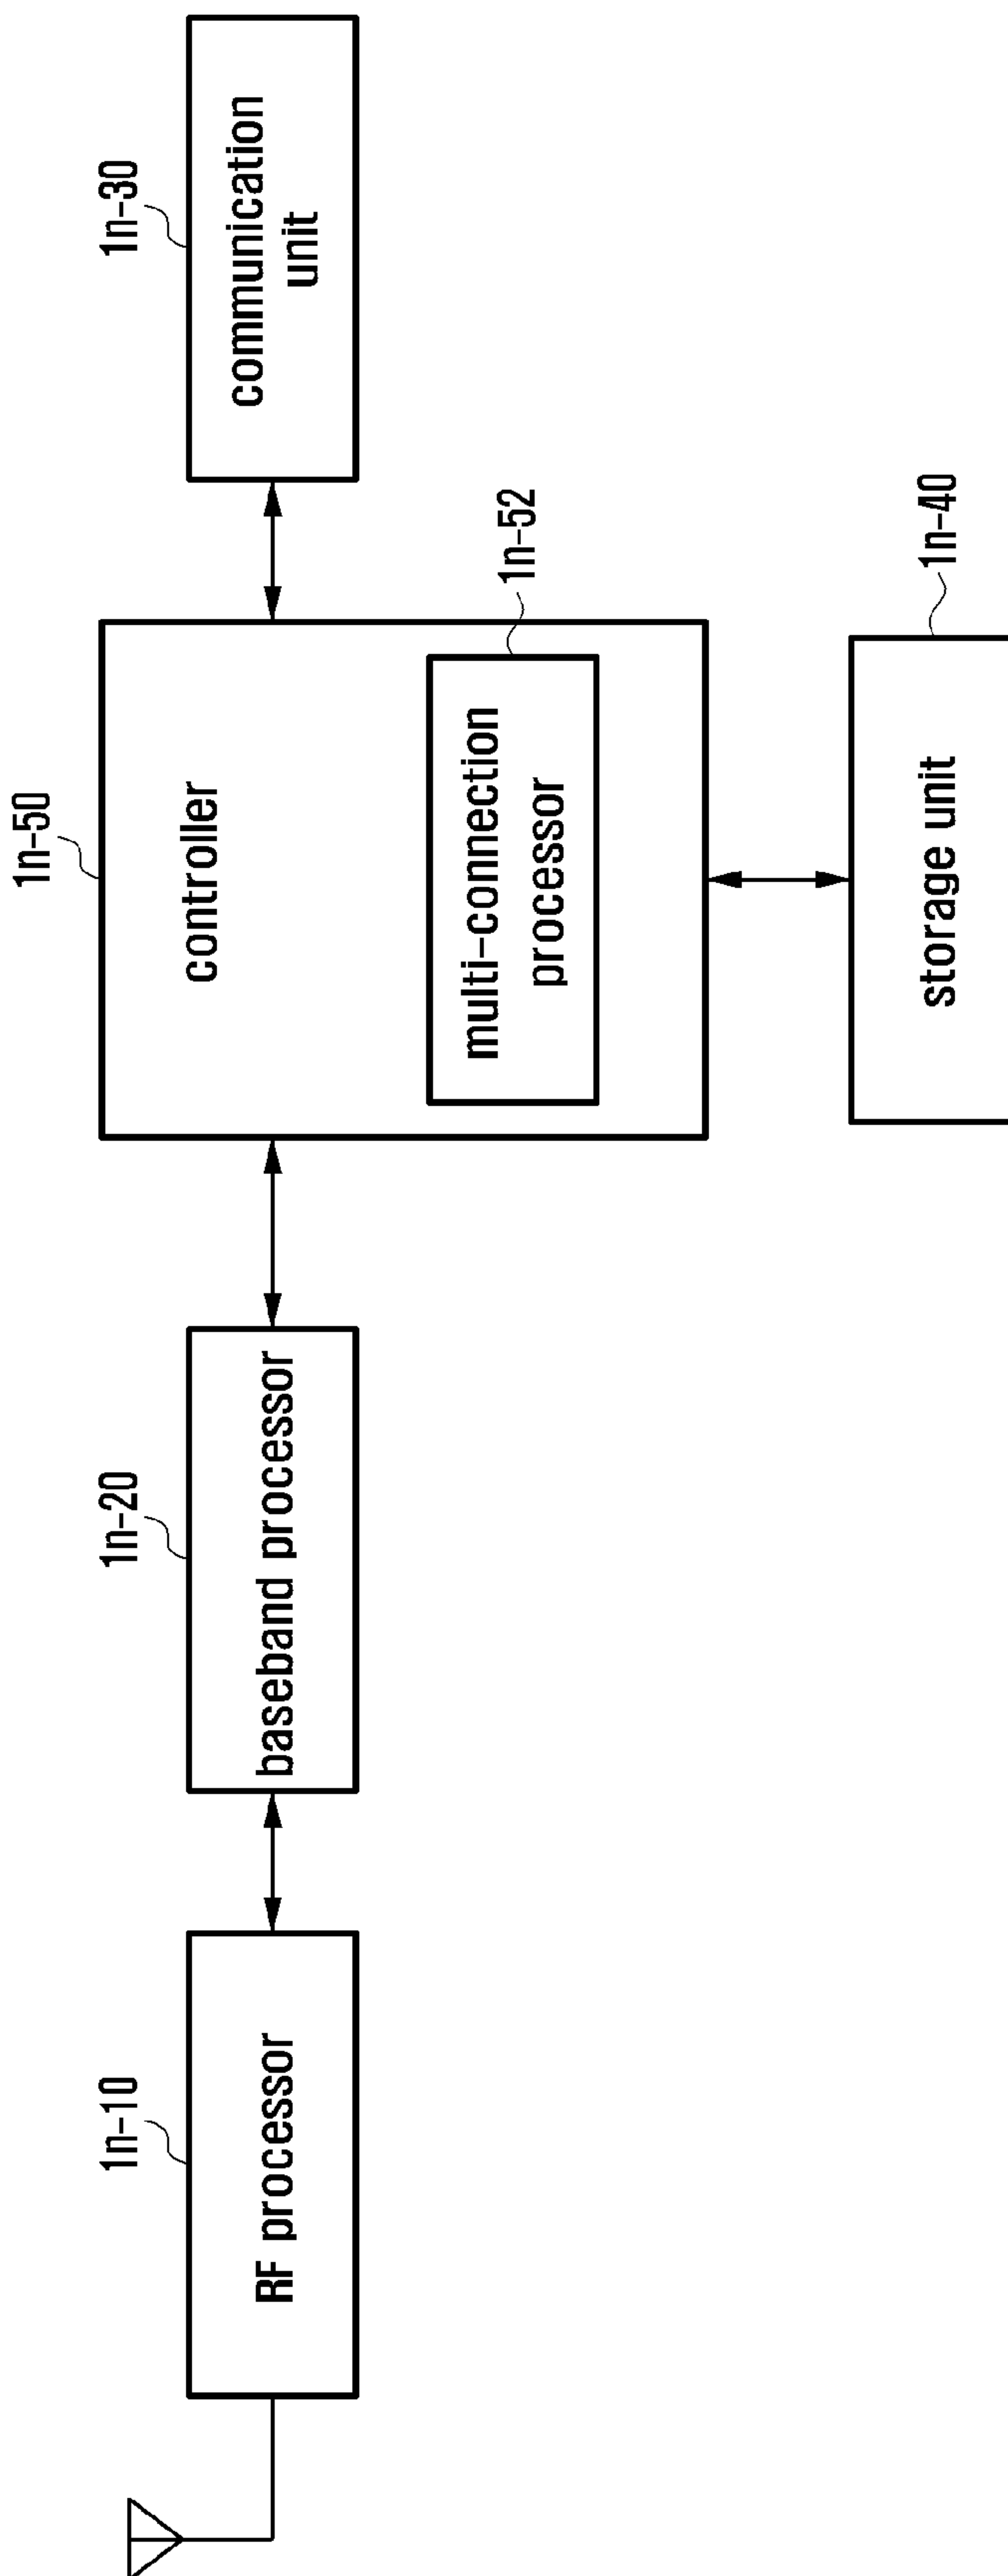 1n-50
1n-10
1n-20
1n-30
RF processor
baseband processor
controller
communication
unit
1n-52
multi-connection
processor
1n-40
storage unit